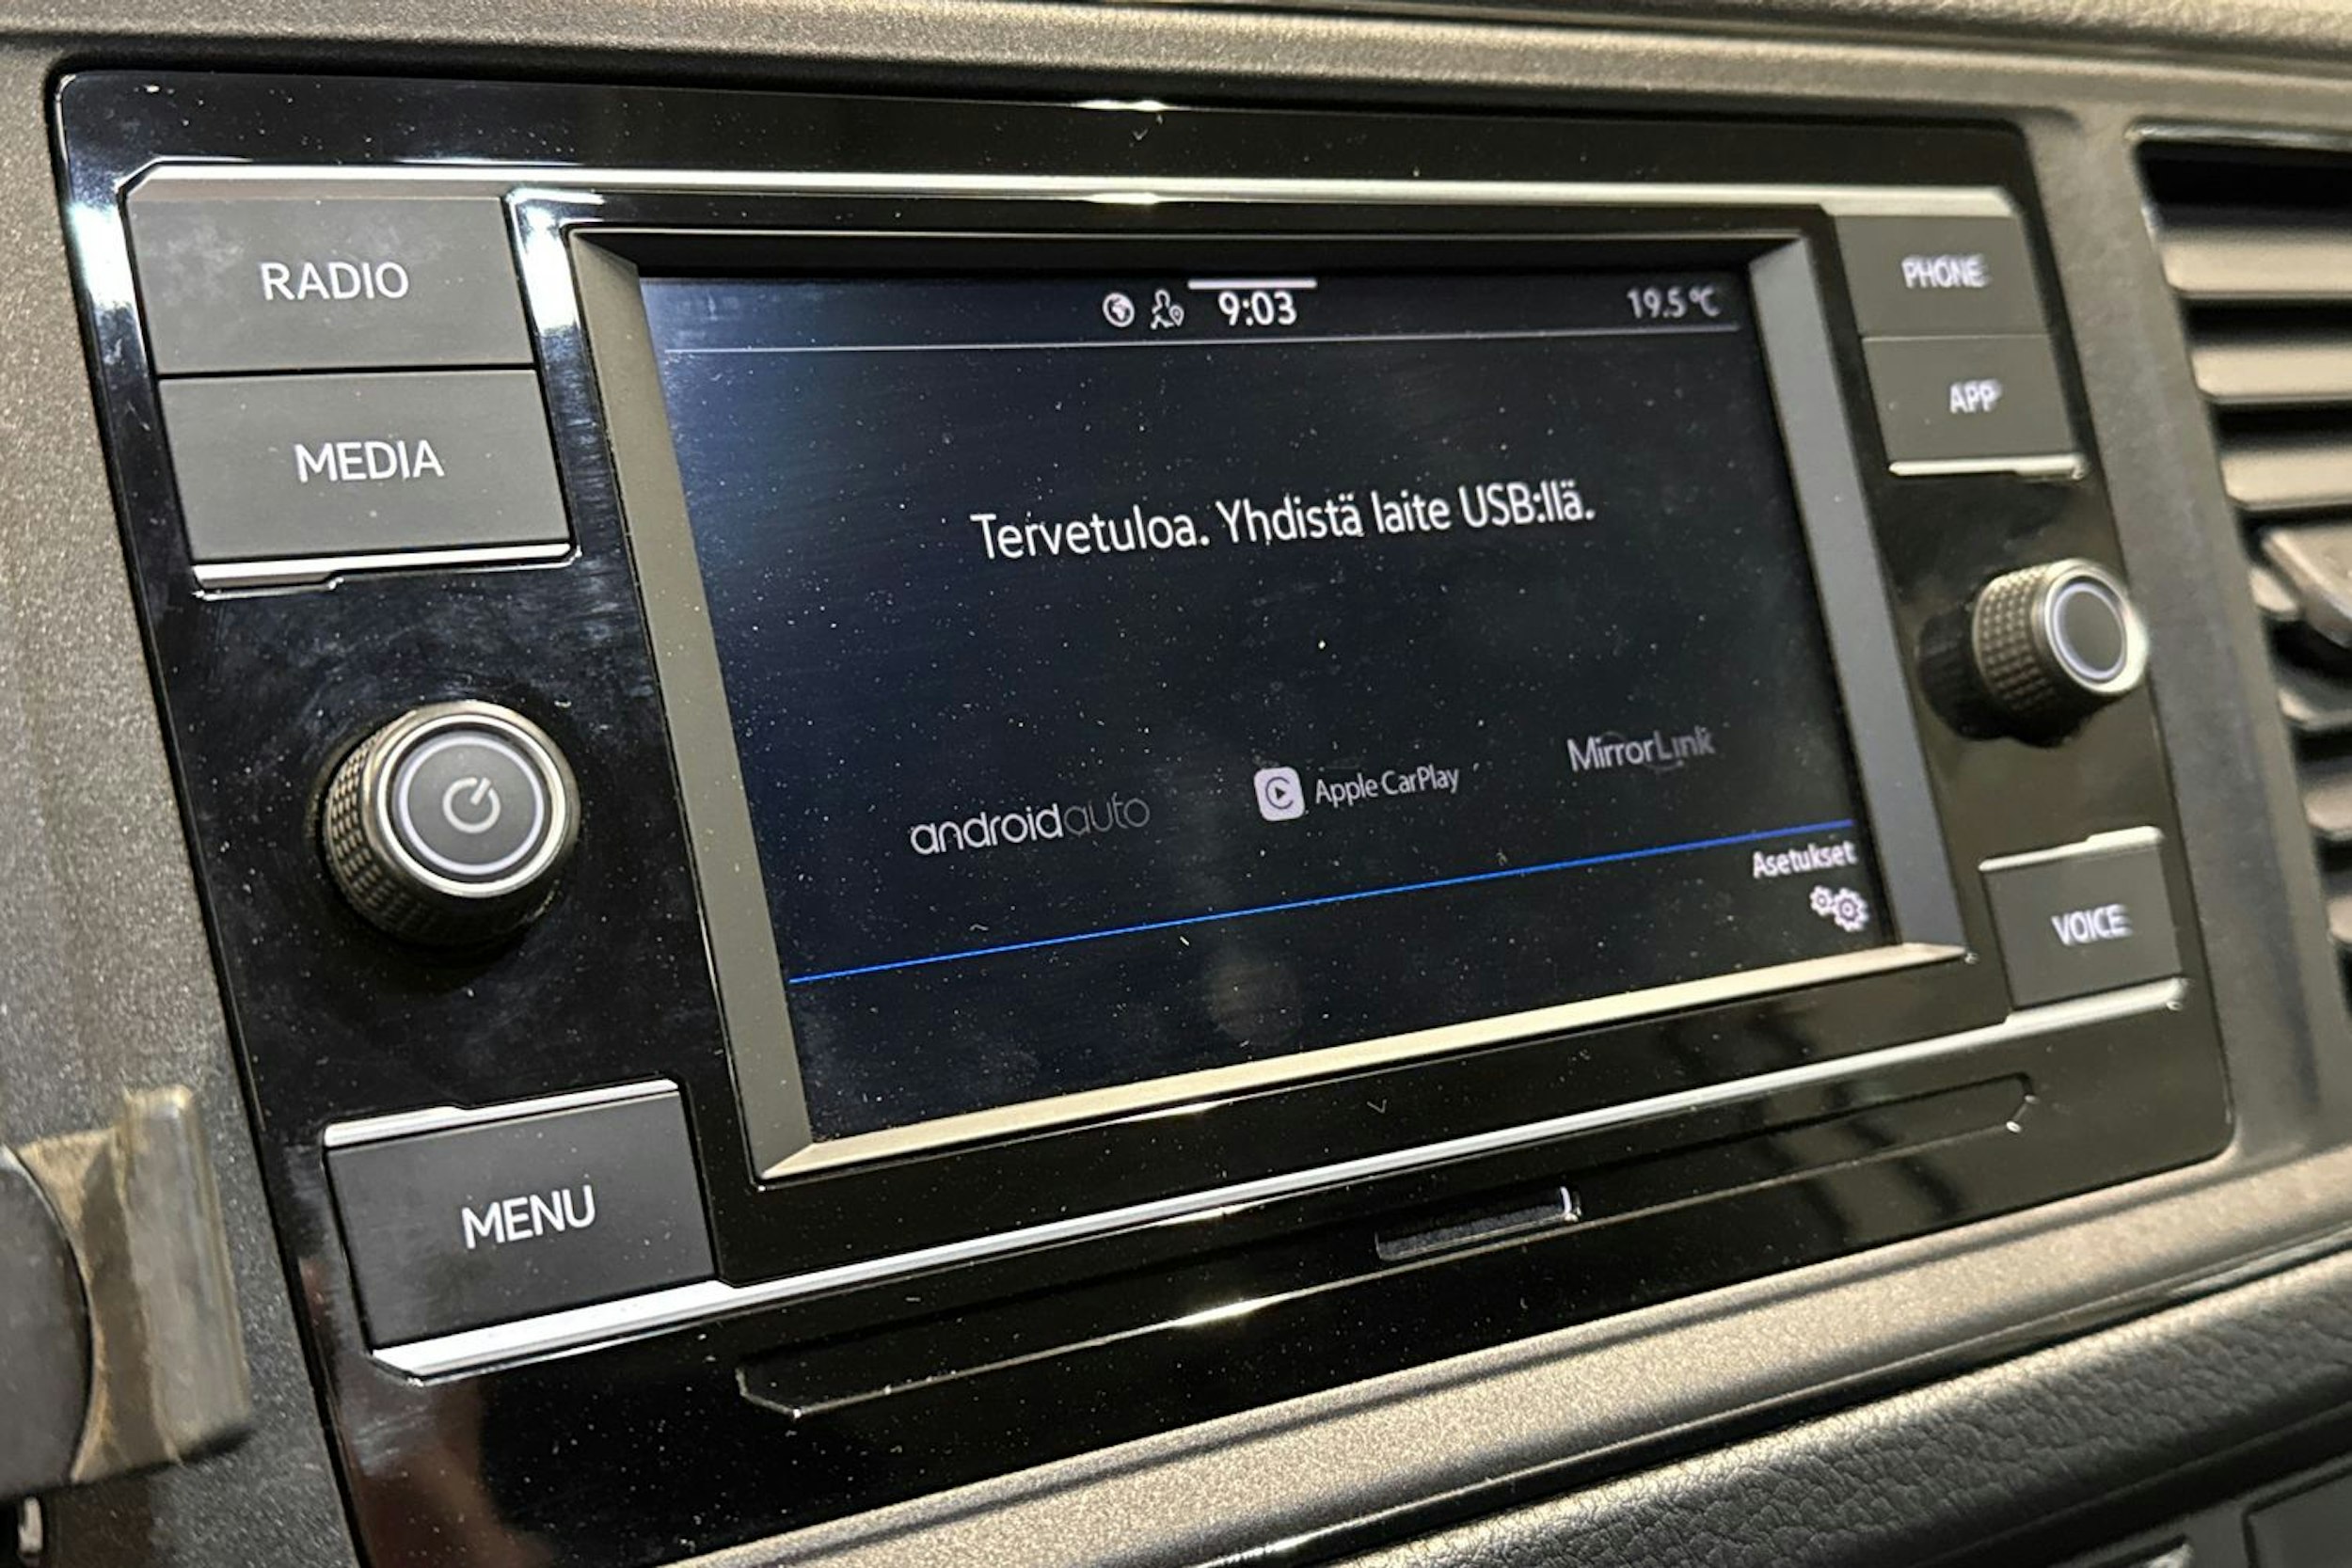 RADIO
MEDIA
MENU
9:03
19.5 °C
Tervetuloa. Yhdistä laite USB:llä.
androidauto
Apple CarPlay
MirrorLink
Asetukset
PHONE
APP
VOICE